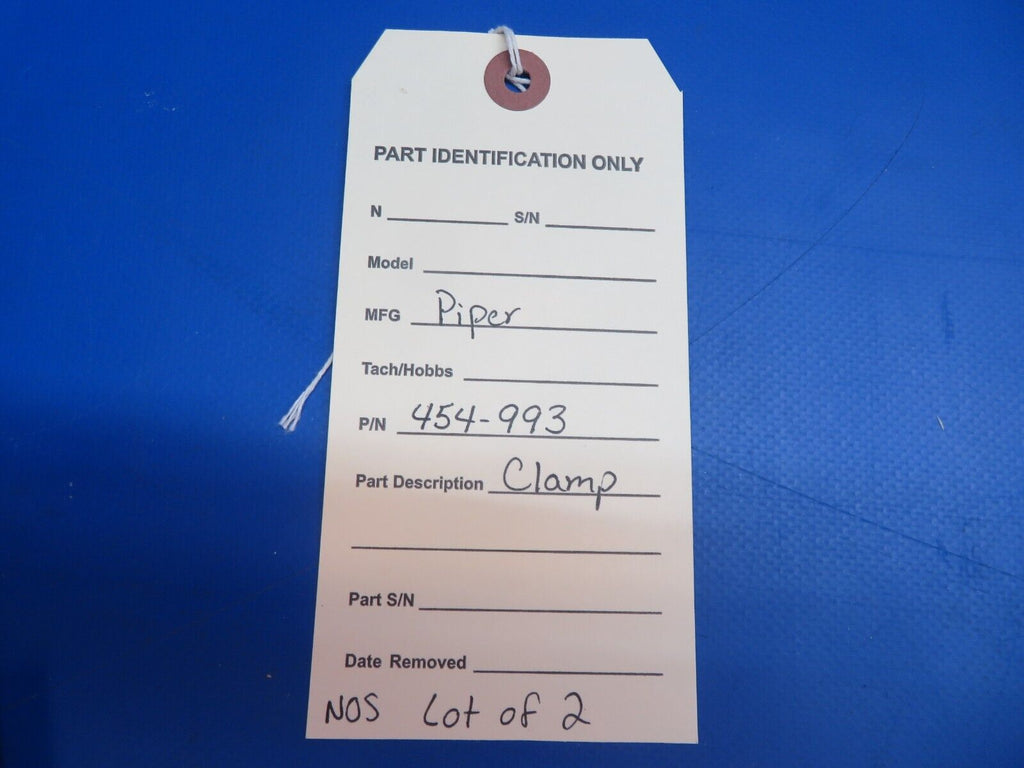 PART IDENTIFICATION ONLY
N S/N
Model
MFG Piper
Tach/Hobbs
P/N 454-993
Part Description Clamp
Part S/N
Date Removed
NOS Lot of 2